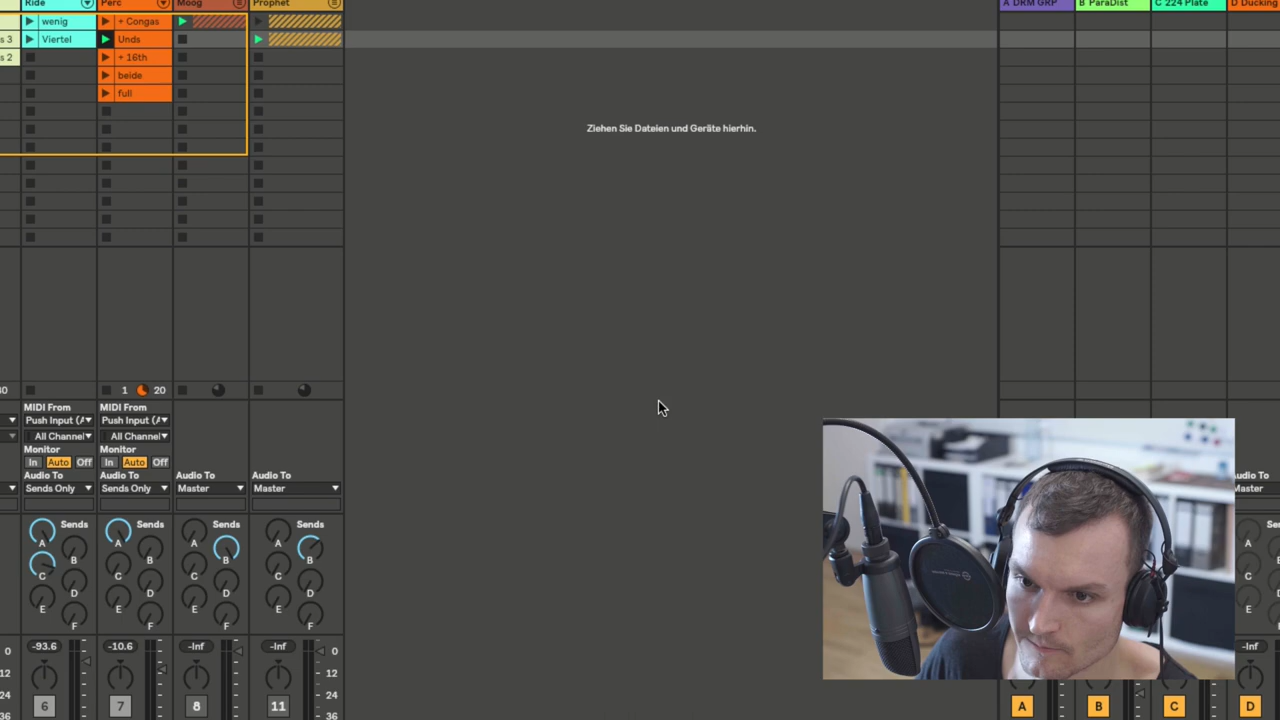 Ride
Perc
Moog
Prophet
A DRM GRP
B ParaDist
C 224 Plate
D Ducking
wenig
+ Congas
s 3
Viertel
Unds
s 2
+ 16th
beide
full
Ziehen Sie Dateien und Geräte hierhin.
1
20
MIDI From
MIDI From
Push Input (A
Push Input (A
All Channel
All Channel
Monitor
Monitor
In Auto Off
In Auto Off
Audio To
Audio To
Audio To
Audio To
Sends Only
Sends Only
Master
Master
Master
Sends
Sends
Sends
Sends
A
A
A
A
A
B
B
B
B
C
C
C
C
C
D
D
D
D
E
E
E
E
E
F
F
F
F
-93.6
-10.6
-Inf
-Inf
-Inf
0
0
12
12
24
24
36
36
6
7
8
11
A
B
C
D